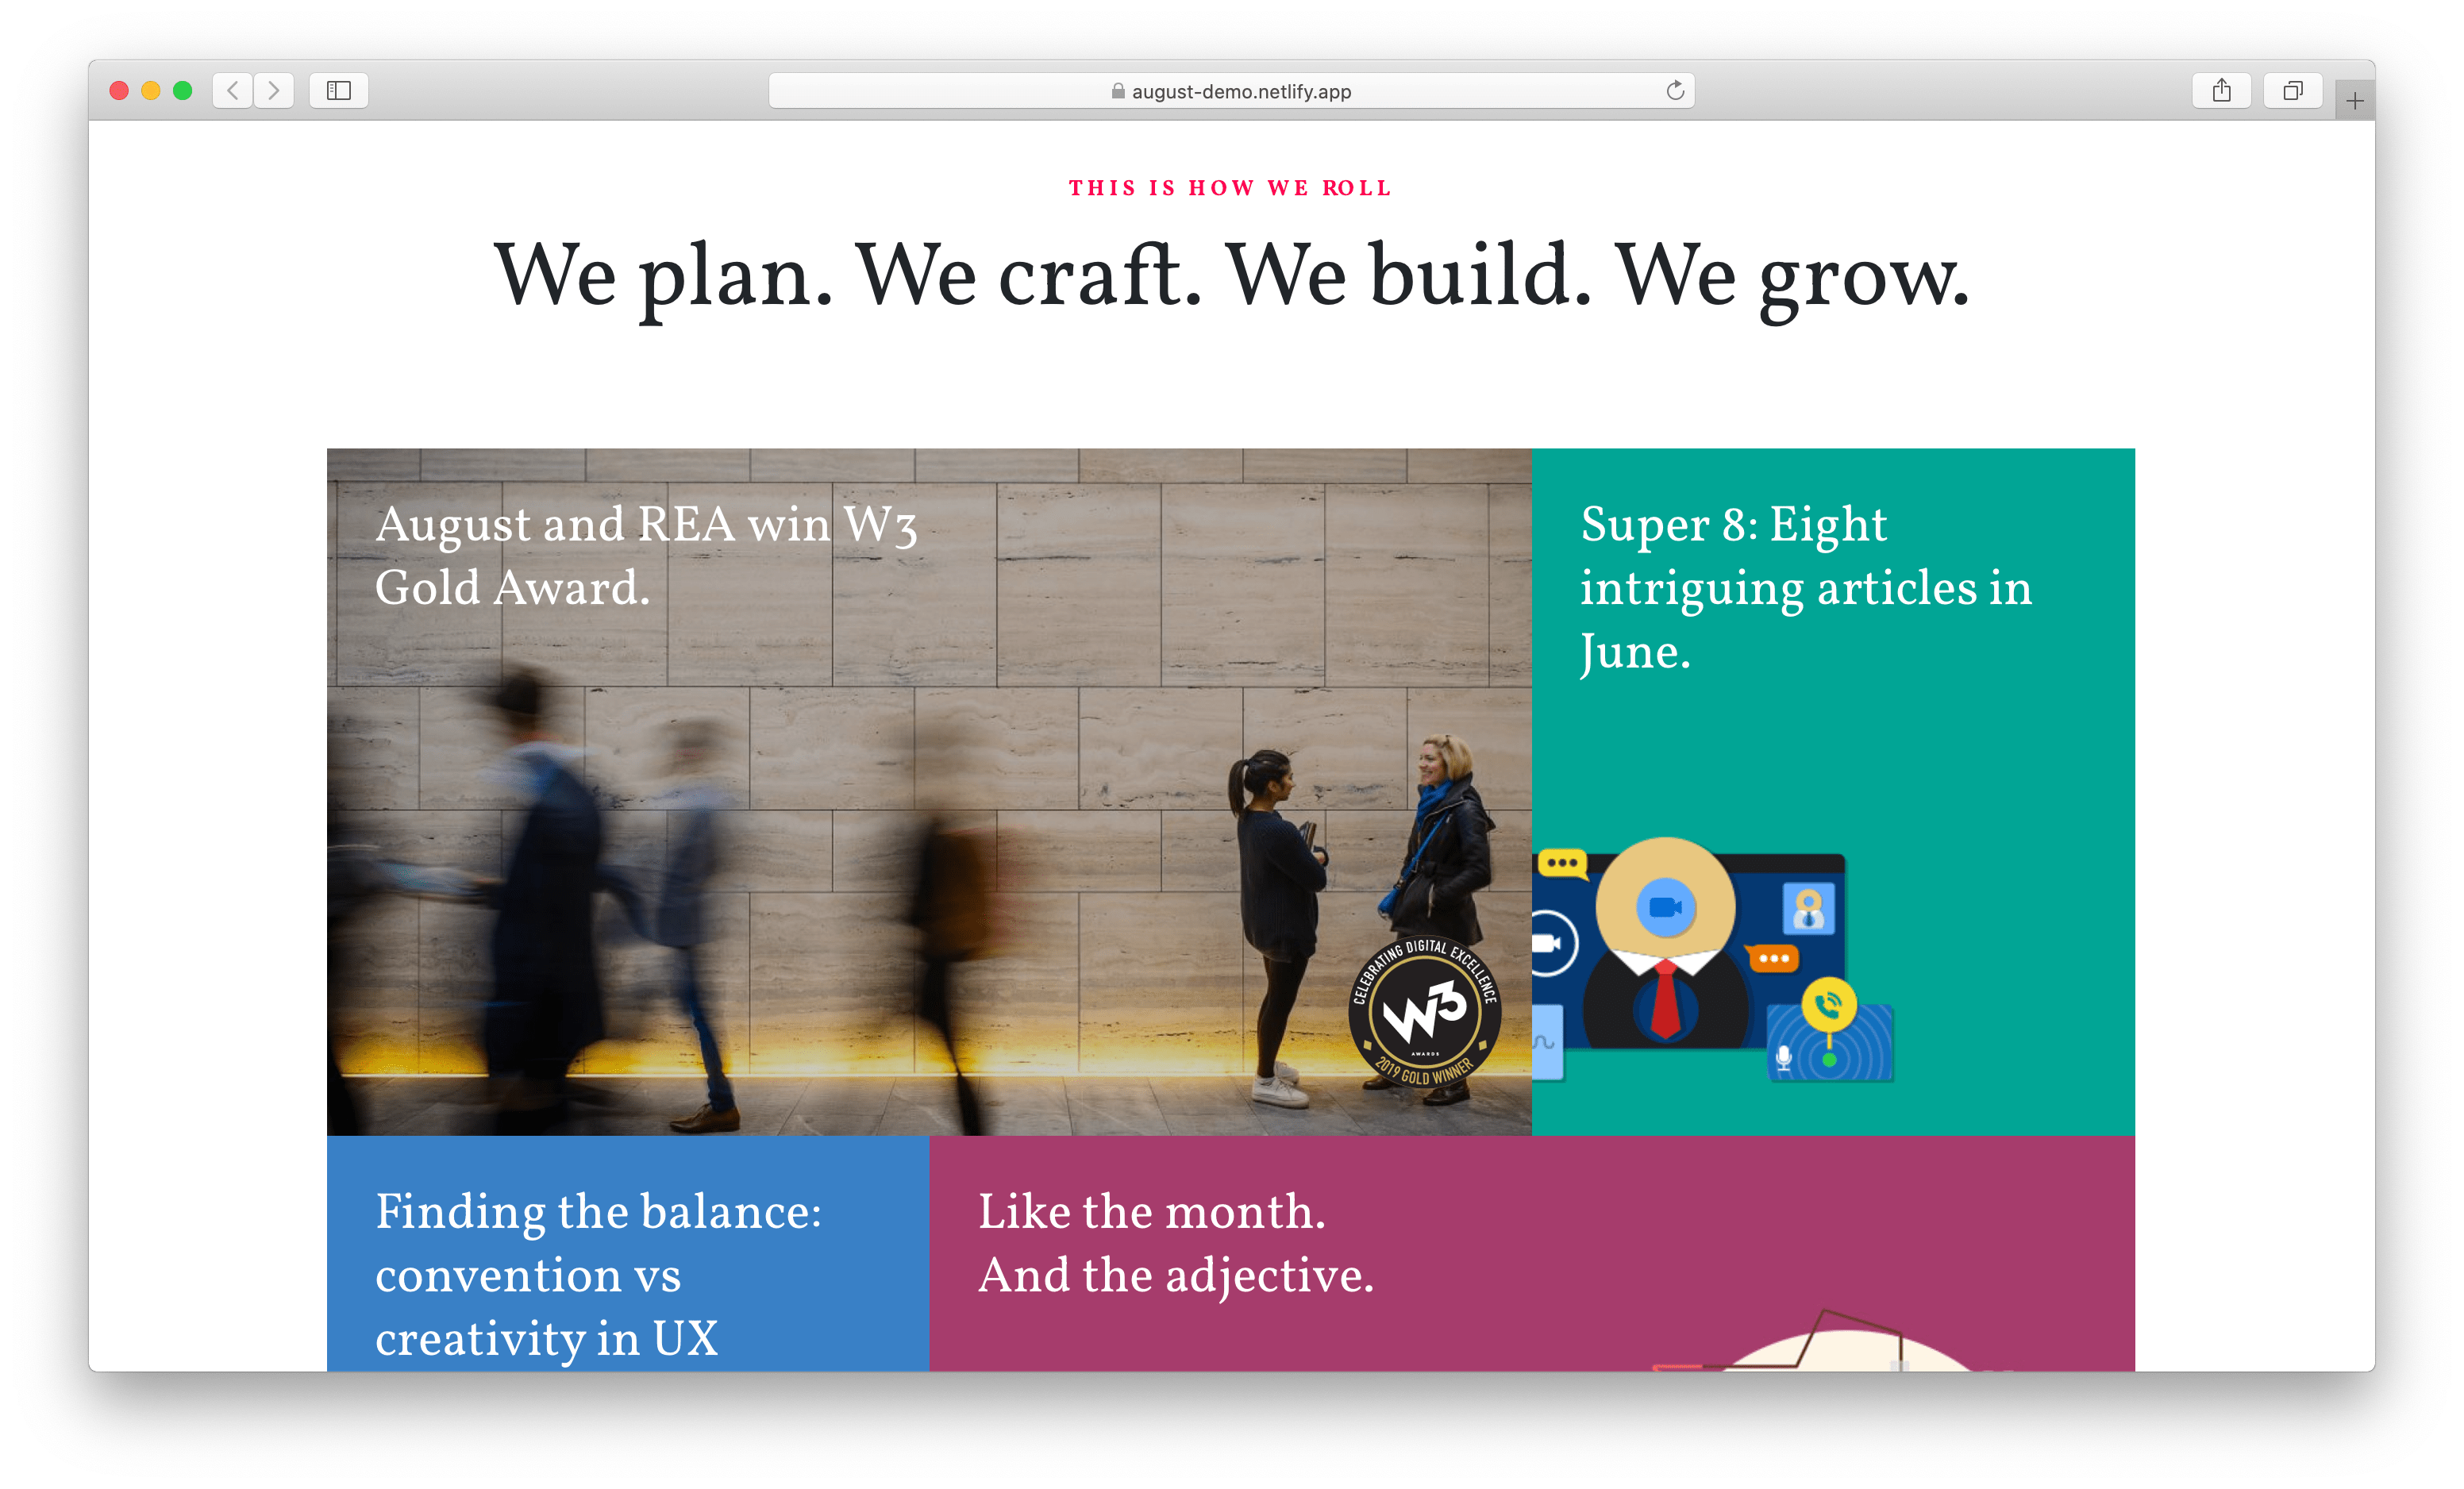 august-demo.netlify.app
THIS IS HOW WE ROLL
We plan. We craft. We build. We grow.
August and REA win W3
Gold Award.
Super 8: Eight
intriguing articles in
June.
CELEBRATING DIGITAL EXCELLENCE
W3
AWARDS
2019 GOLD WINNER
Finding the balance:
convention vs
creativity in UX
Like the month.
And the adjective.